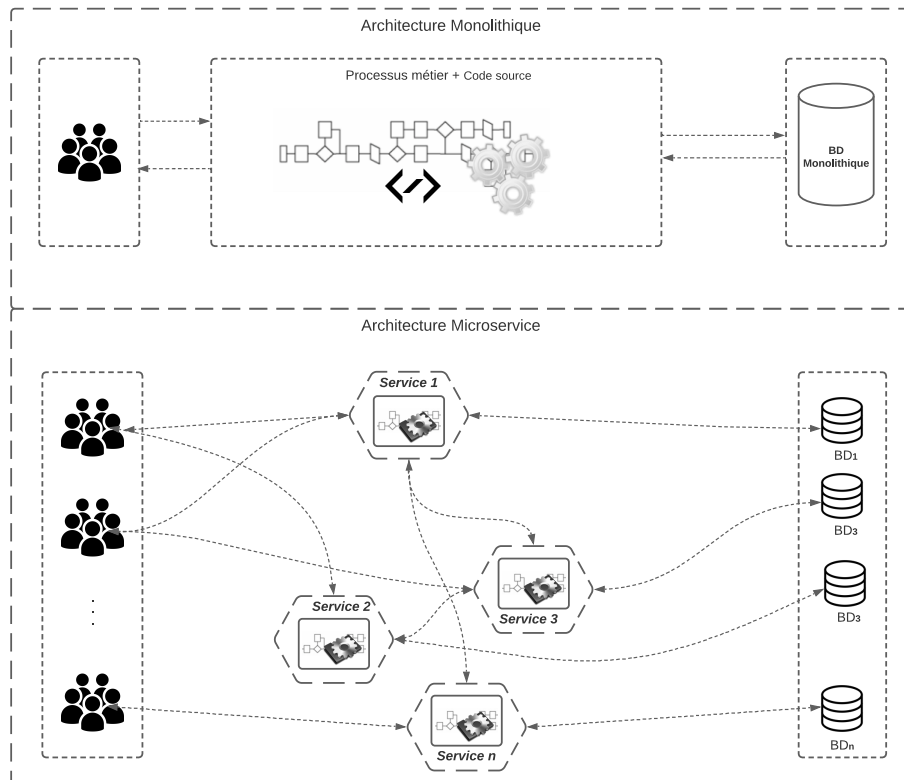 Architecture Monolithique
Processus métier + Code source
BD
Monolithique
Architecture Microservice
Service 1
BD1
BD3
Service 2
Service 3
BD3
Service n
BDn